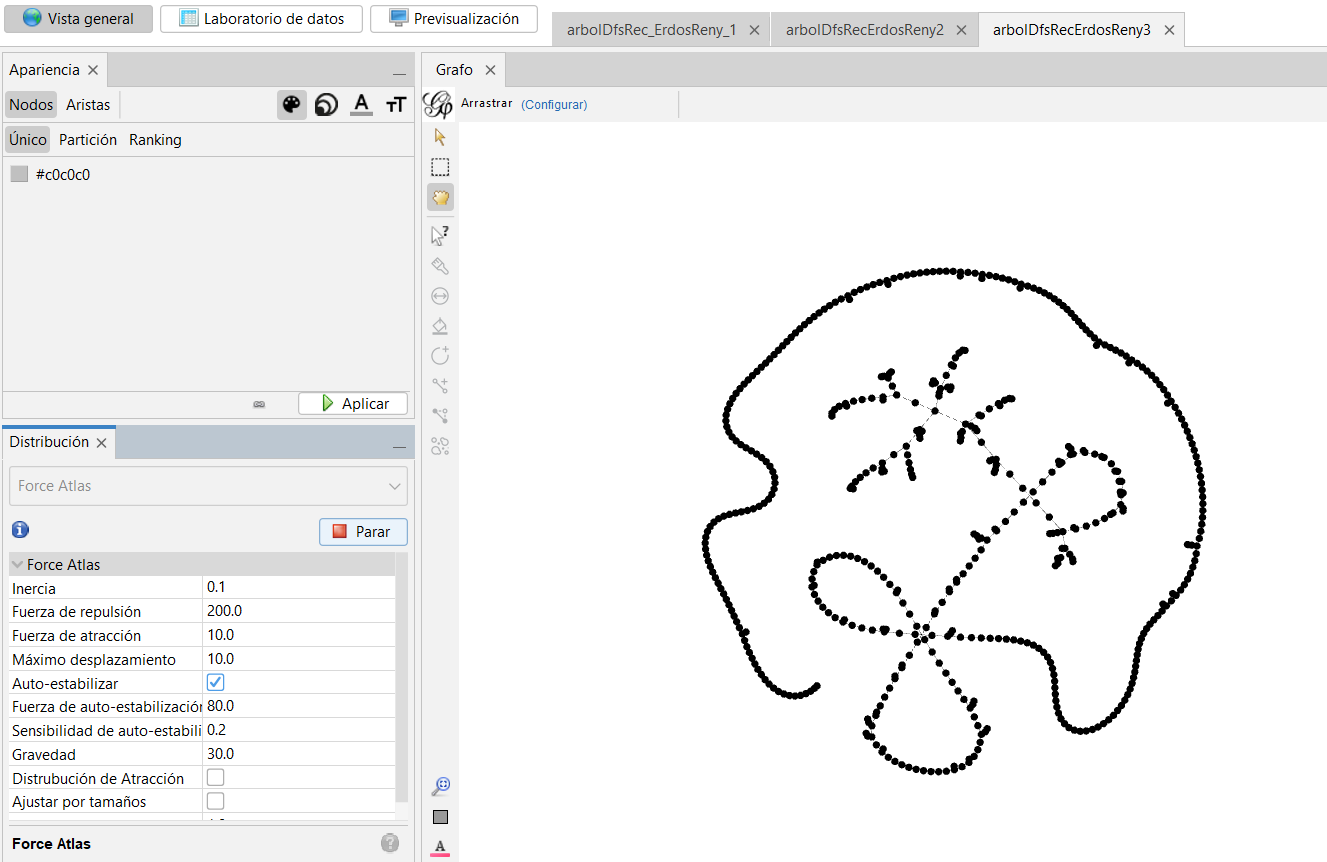 Vista general
Laboratorio de datos
Previsualización
arbolDfsRec_ErdosReny_1
arbolDfsRecErdosReny2
arbolDfsRecErdosReny3
Apariencia
Grafo
Nodos Aristas
A
TT
Arrastrar (Configurar)
Único Partición Ranking
#c0c0c0
Aplicar
Distribución
Force Atlas
Parar
Force Atlas
Inercia 0.1
Fuerza de repulsión 200.0
Fuerza de atracción 10.0
Máximo desplazamiento 10.0
Auto-estabilizar
Fuerza de auto-estabilización 80.0
Sensibilidad de auto-estabili 0.2
Gravedad 30.0
Distrubución de Atracción
Ajustar por tamaños
Force Atlas
?
A